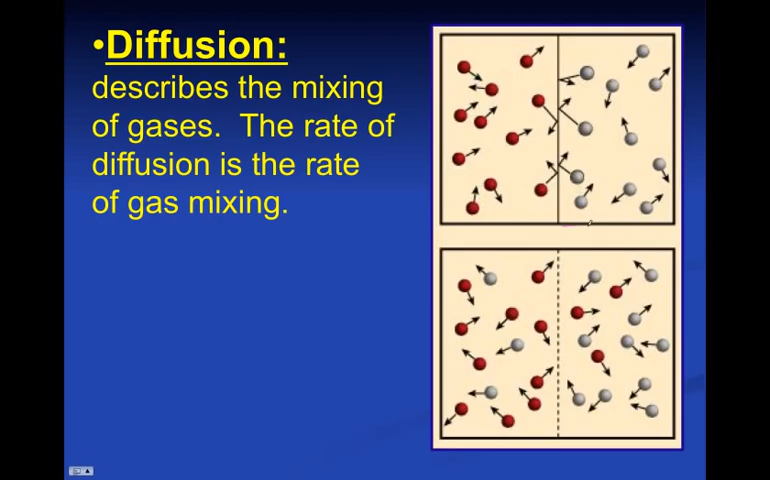 •Diffusion:
describes the mixing
of gases.  The rate of
diffusion is the rate
of gas mixing.